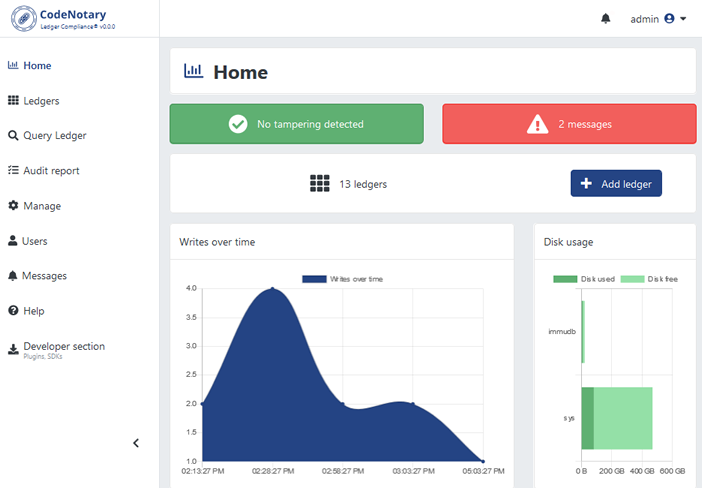 CodeNotary
Ledger Compliance® v0.0.0
admin
Home
Ledgers
Query Ledger
Audit report
Manage
Users
Messages
Help
Developer section
Plugins, SDKs
Home
No tampering detected
2 messages
13 ledgers
Add ledger
Writes over time
Writes over time
4.0
3.5
3.0
2.5
2.0
1.5
1.0
02:13:27 PM 02:28:27 PM 02:58:27 PM 03:03:27 PM 05:03:27 PM
Disk usage
Disk used Disk free
immudb
sys
0 B 200 GB 400 GB 600 GB